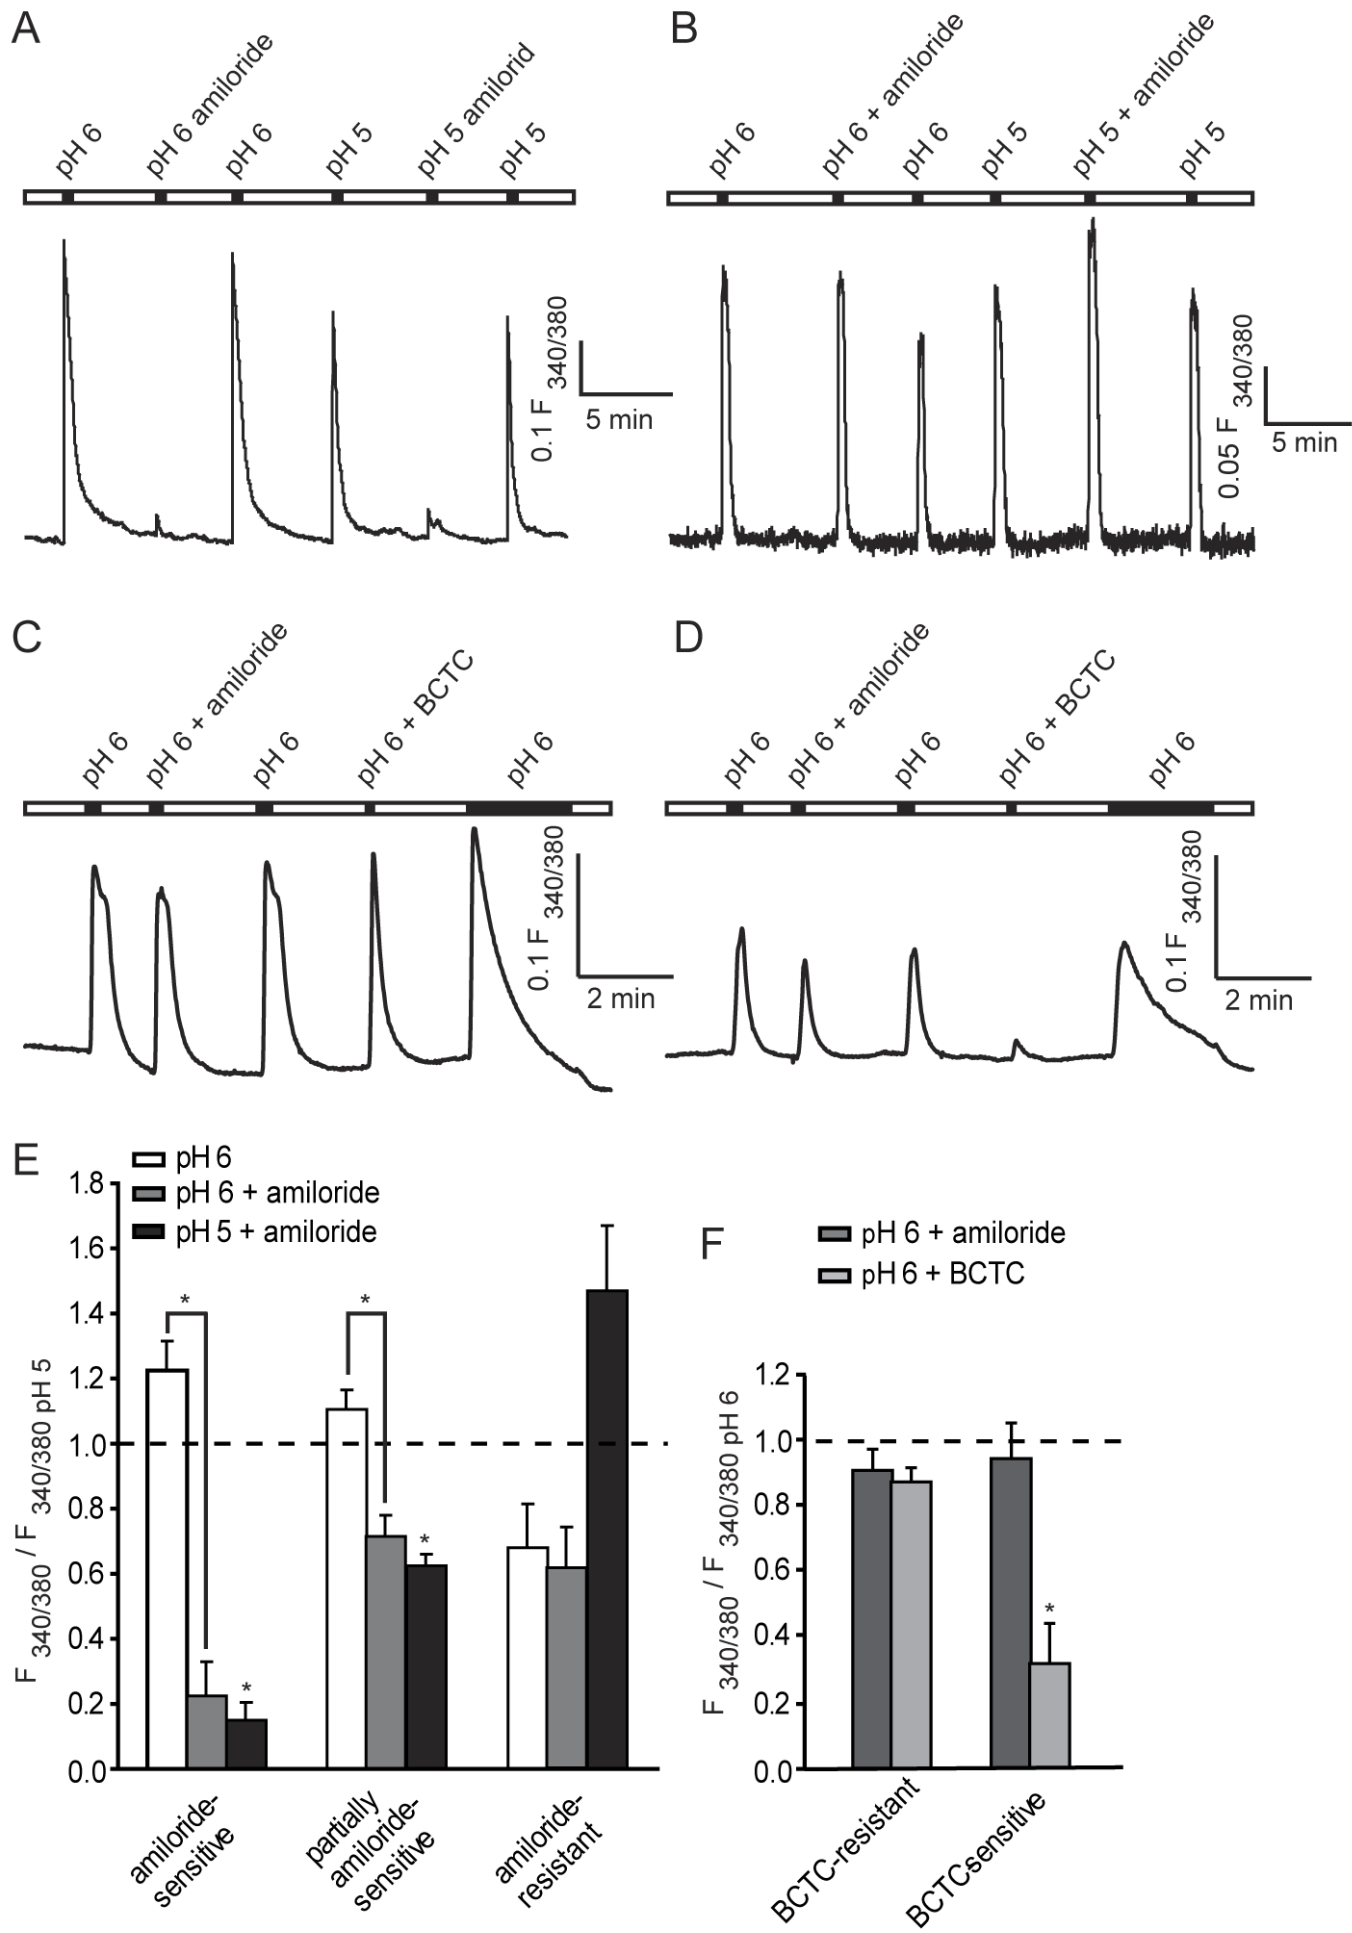 A
pH 6
pH 6 amiloride
pH 6
pH 5
pH 5 amilorid
pH 5
0.1 F 340/380
5 min
B
pH 6
pH 6 + amiloride
pH 6
pH 5
pH 5 + amiloride
pH 5
0.05 F 340/380
5 min
C
pH 6
pH 6 + amiloride
pH 6
pH 6 + BCTC
pH 6
0.1 F 340/380
2 min
D
pH 6
pH 6 + amiloride
pH 6
pH 6 + BCTC
pH 6
0.1 F 340/380
2 min
E
pH 6
pH 6 + amiloride
pH 5 + amiloride
F 340/380 / F 340/380 pH 5
1.8
1.6
1.4
1.2
1.0
0.8
0.6
0.4
0.2
0.0
*
*
*
*
amiloride-
sensitive
partially
amiloride-
sensitive
amiloride-
resistant
F
pH 6 + amiloride
pH 6 + BCTC
F 340/380 / F 340/380 pH 6
1.2
1.0
0.8
0.6
0.4
0.2
0.0
*
BCTC-resistant
BCTCsensitive